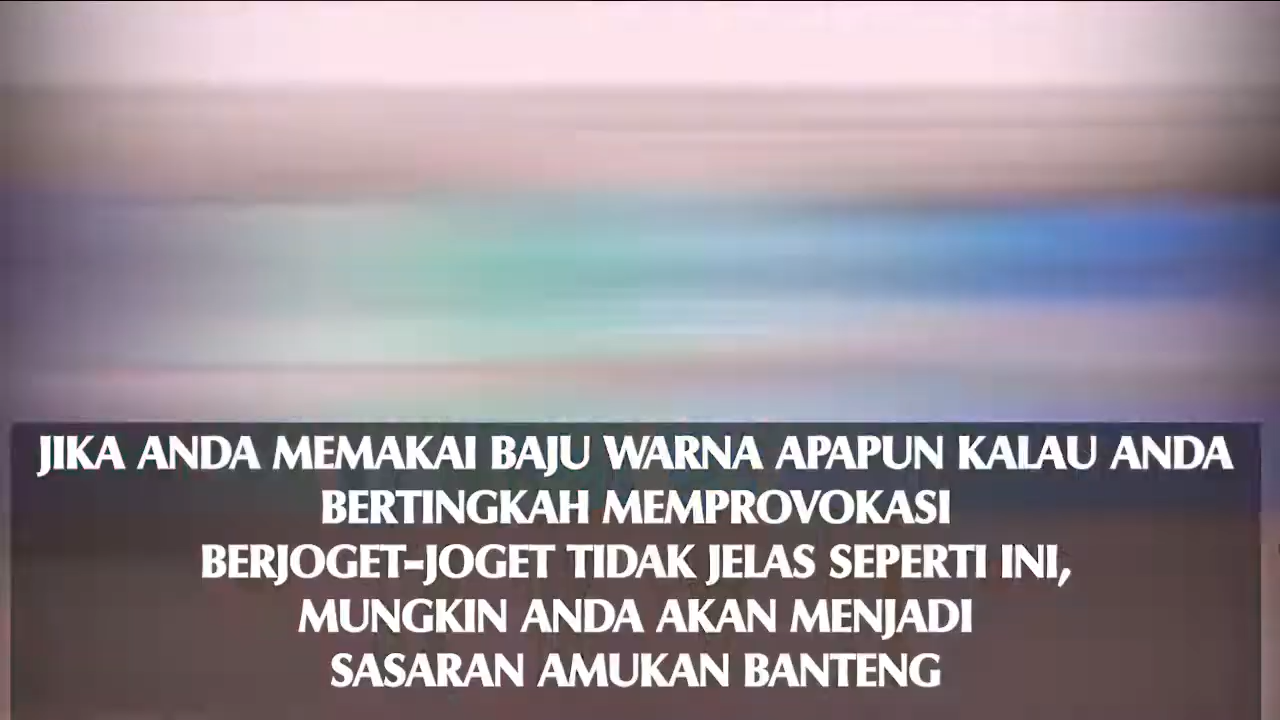 JIKA ANDA MEMAKAI BAJU WARNA APAPUN KALAU ANDA
BERTINGKAH MEMPROVOKASI
BERJOGET-JOGET TIDAK JELAS SEPERTI INI,
MUNGKIN ANDA AKAN MENJADI
SASARAN AMUKAN BANTENG